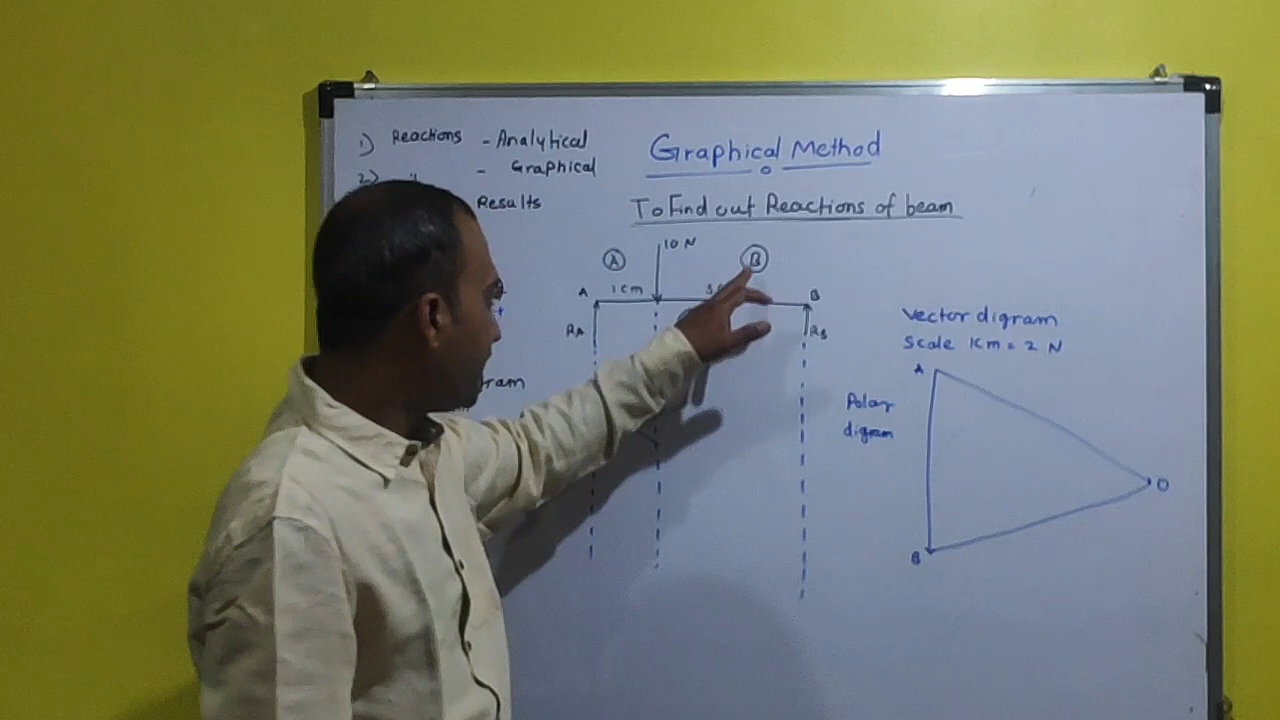 1) Reactions - Analytical
2) " - Graphical
Results
Graphical Method
To Find out Reactions of beam
10 N
A
B
A
1 cm
B
RA
RB
ram
Vector digram
Scale 1cm = 2 N
A
Polar
digram
O
B